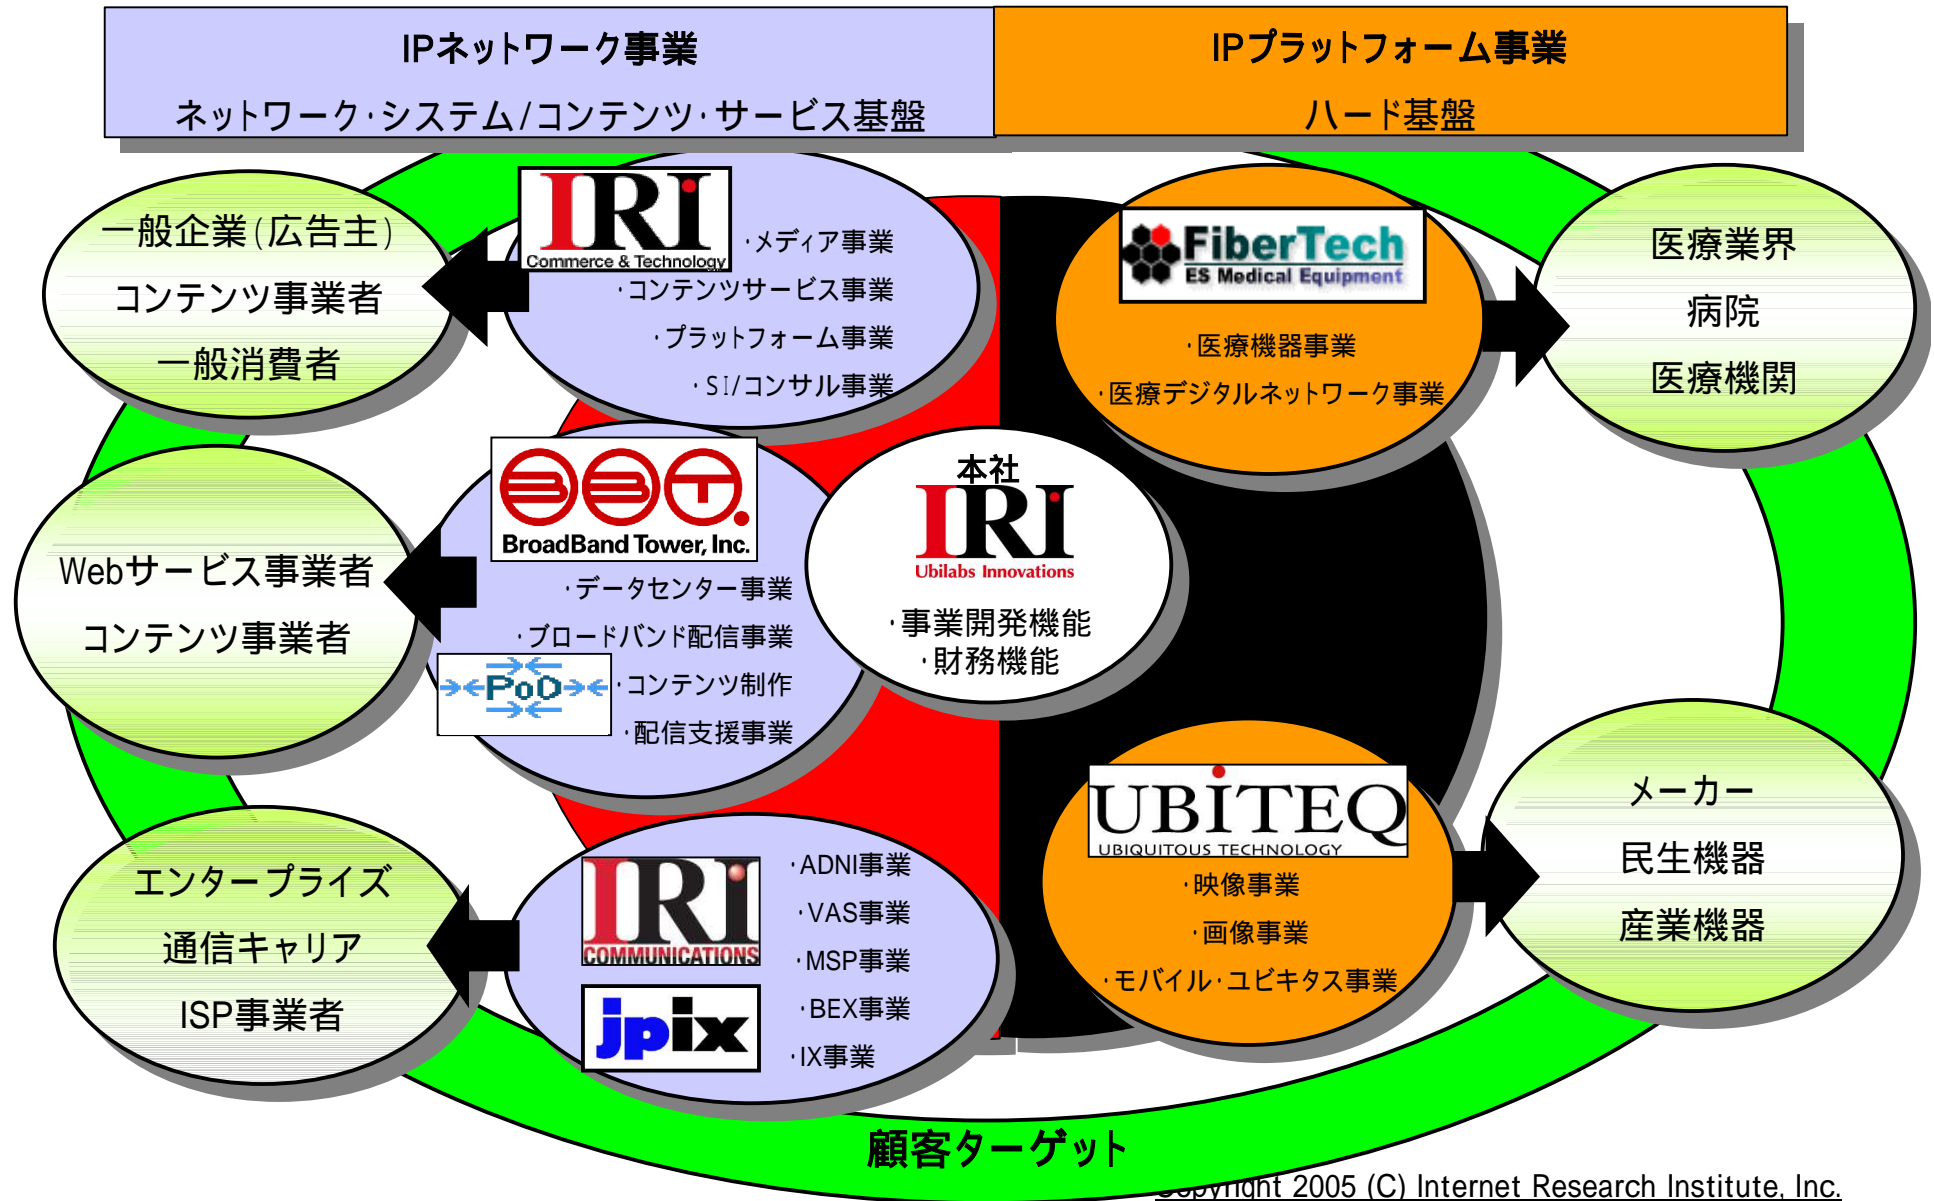 IPネットワーク事業
ネットワーク・システム/コンテンツ・サービス基盤
IPプラットフォーム事業
ハード基盤
一般企業(広告主)
コンテンツ事業者
一般消費者
IRI
Commerce & Technology
・メディア事業
・コンテンツサービス事業
・プラットフォーム事業
・SI/コンサル事業
FiberTech
ES Medical Equipment
・医療機器事業
・医療デジタルネットワーク事業
医療業界
病院
医療機関
Webサービス事業者
コンテンツ事業者
BBT.
BroadBand Tower, Inc.
・データセンター事業
・ブロードバンド配信事業
PoD
・コンテンツ制作
・配信支援事業
本社
IRI
Ubilabs Innovations
・事業開発機能
・財務機能
エンタープライズ
通信キャリア
ISP事業者
IRI
COMMUNICATIONS
jpix
・ADNI事業
・VAS事業
・MSP事業
・BEX事業
・IX事業
UBITEQ
UBIQUITOUS TECHNOLOGY
・映像事業
・画像事業
・モバイル・ユビキタス事業
メーカー
民生機器
産業機器
顧客ターゲット
Copyright 2005 (C) Internet Research Institute, Inc.